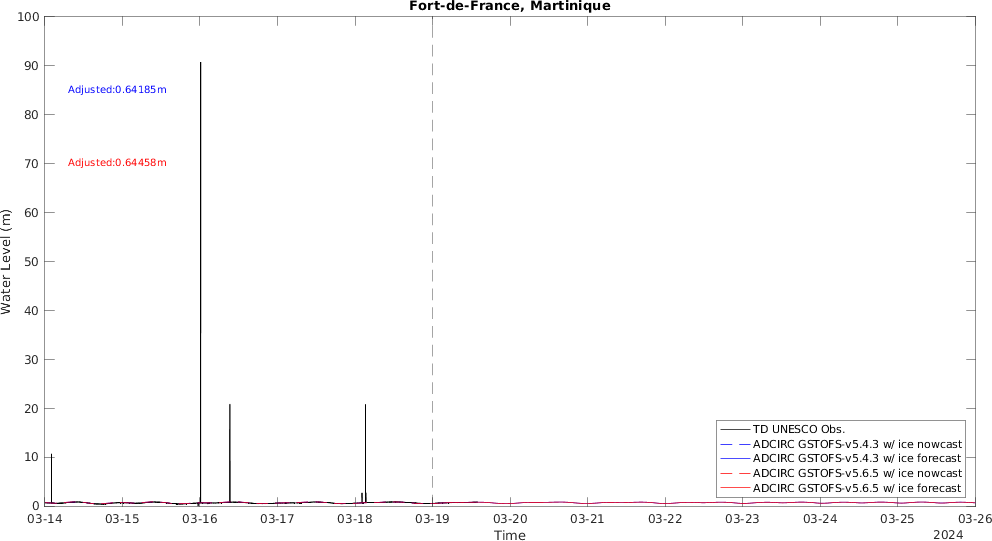 Fort-de-France, Martinique
100
90
80
70
60
50
40
30
20
10
0
Water Level (m)
Adjusted:0.64185m
Adjusted:0.64458m
TD UNESCO Obs.
ADCIRC GSTOFS-v5.4.3 w/ ice nowcast
ADCIRC GSTOFS-v5.4.3 w/ ice forecast
ADCIRC GSTOFS-v5.6.5 w/ ice nowcast
ADCIRC GSTOFS-v5.6.5 w/ ice forecast
03-14 03-15 03-16 03-17 03-18 03-19 03-20 03-21 03-22 03-23 03-24 03-25 03-26
Time
2024